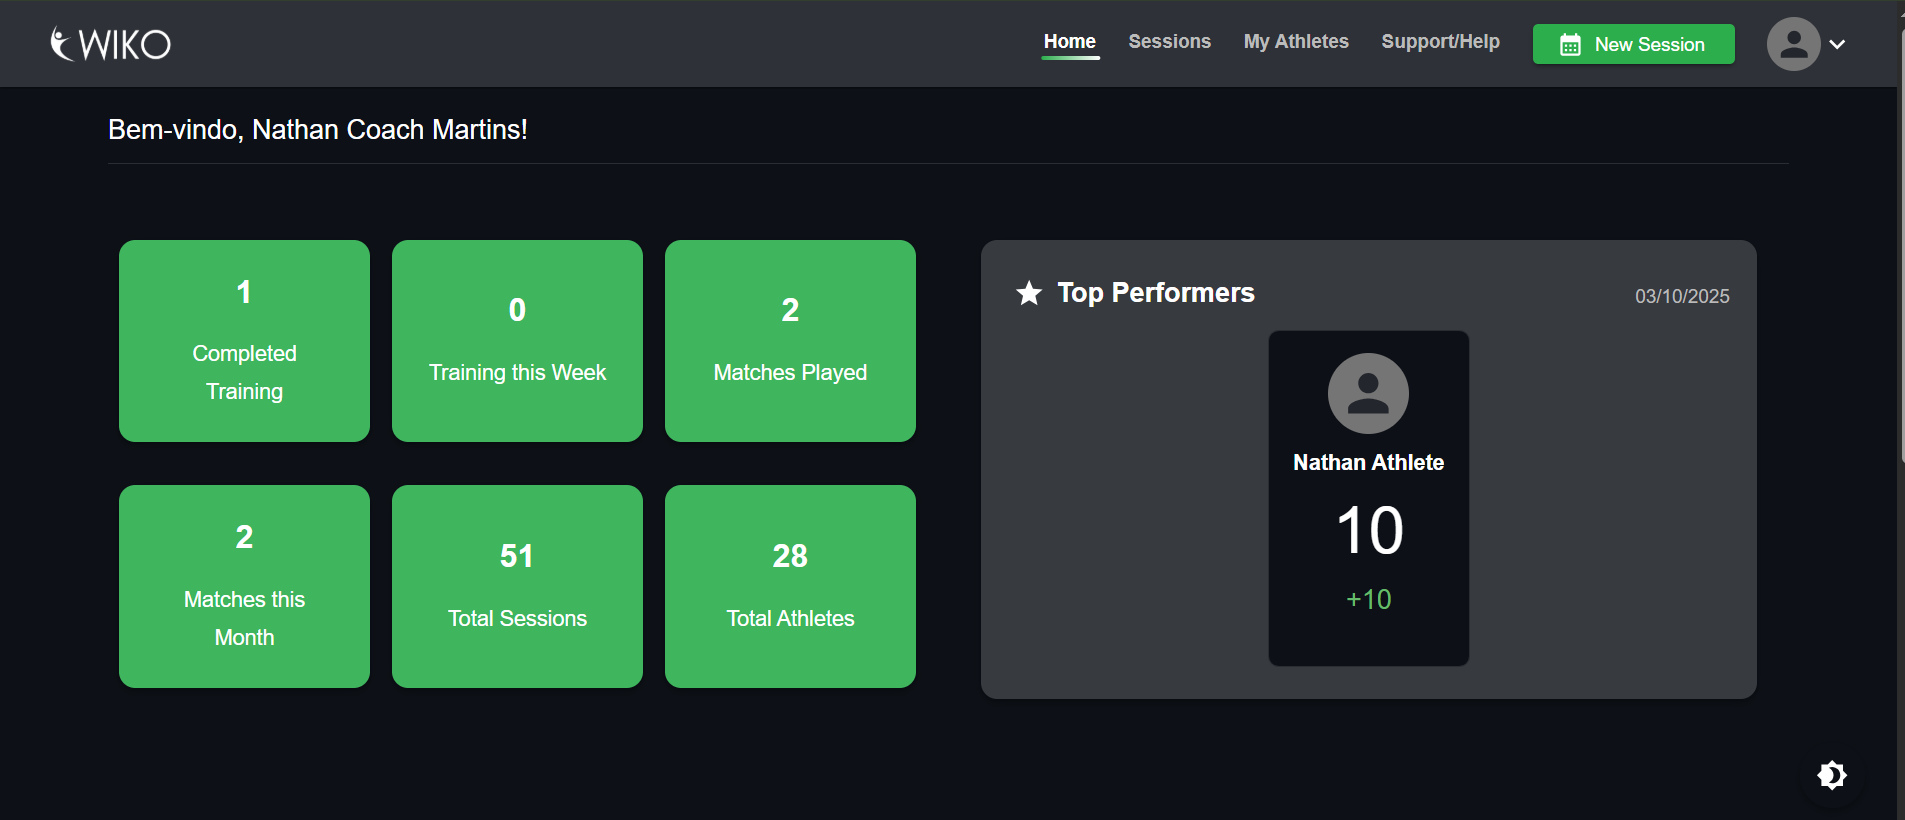 WIKO
Home
Sessions
My Athletes
Support/Help
New Session
Bem-vindo, Nathan Coach Martins!
1
Completed
Training
0
Training this Week
2
Matches Played
2
Matches this
Month
51
Total Sessions
28
Total Athletes
Top Performers
03/10/2025
Nathan Athlete
10
+10